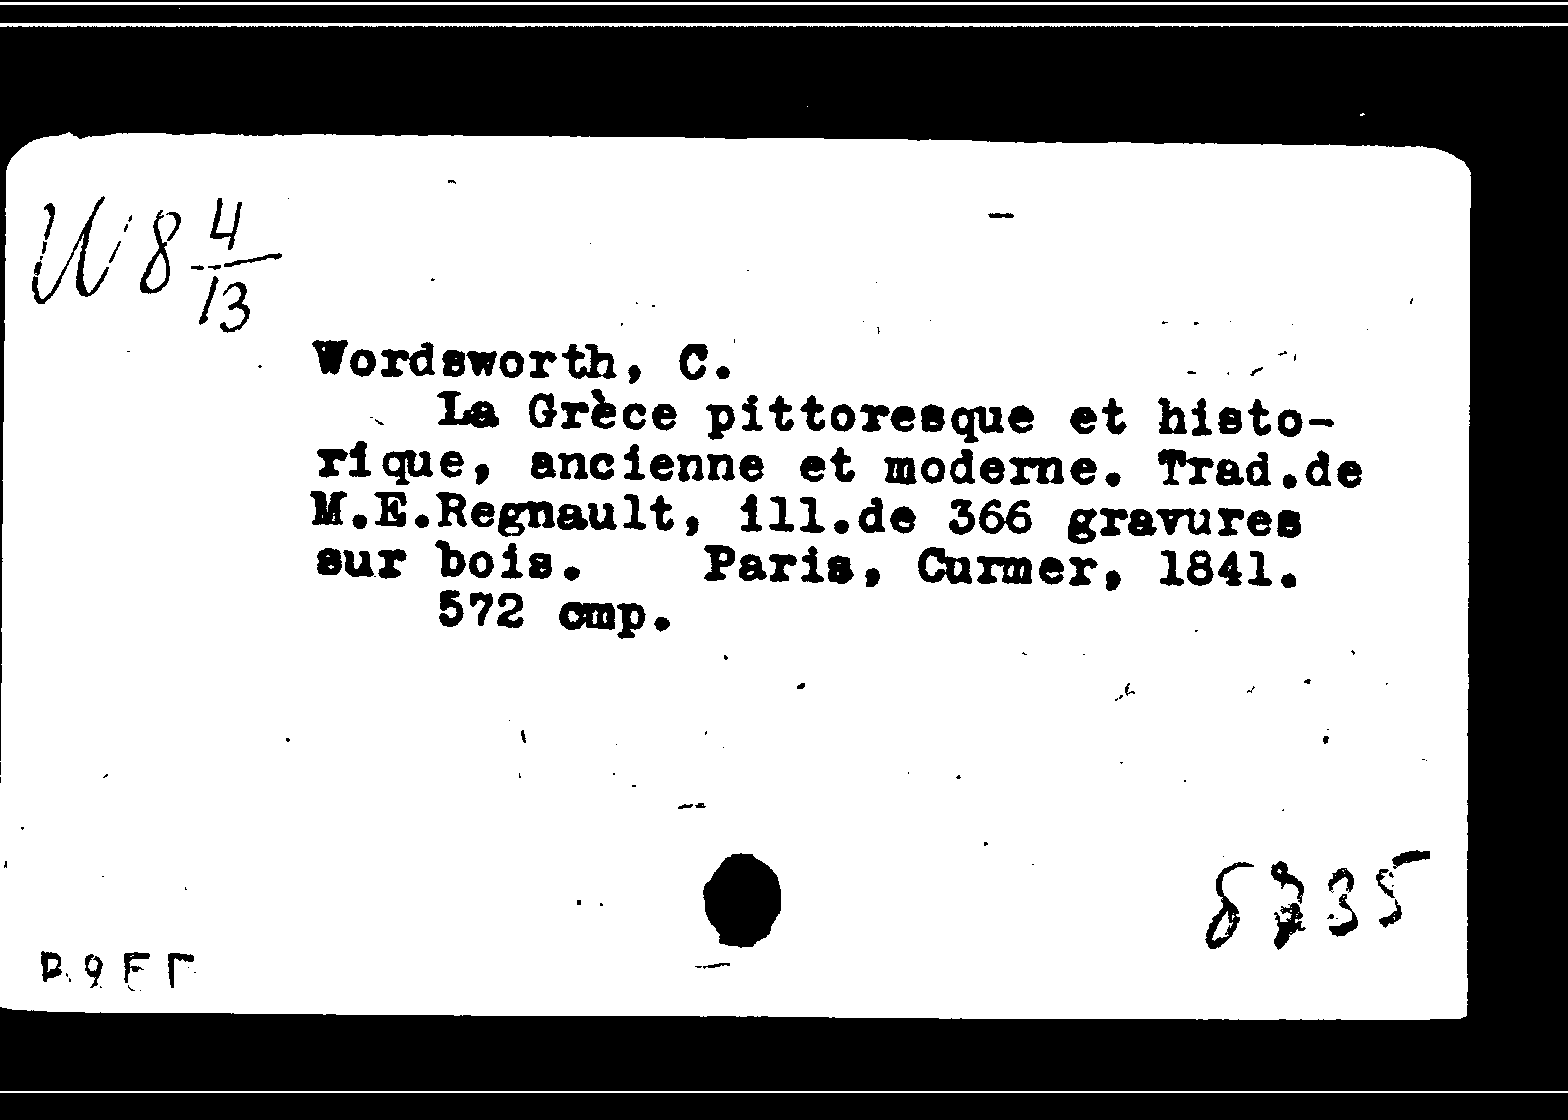 W 8 4/13
Wordsworth, C.
La Grèce pittoresque et histo-
rique, ancienne et moderne. Trad.de
M.E.Regnault, ill.de 366 gravures
sur bois. Paris, Curmer, 1841.
572 стр.